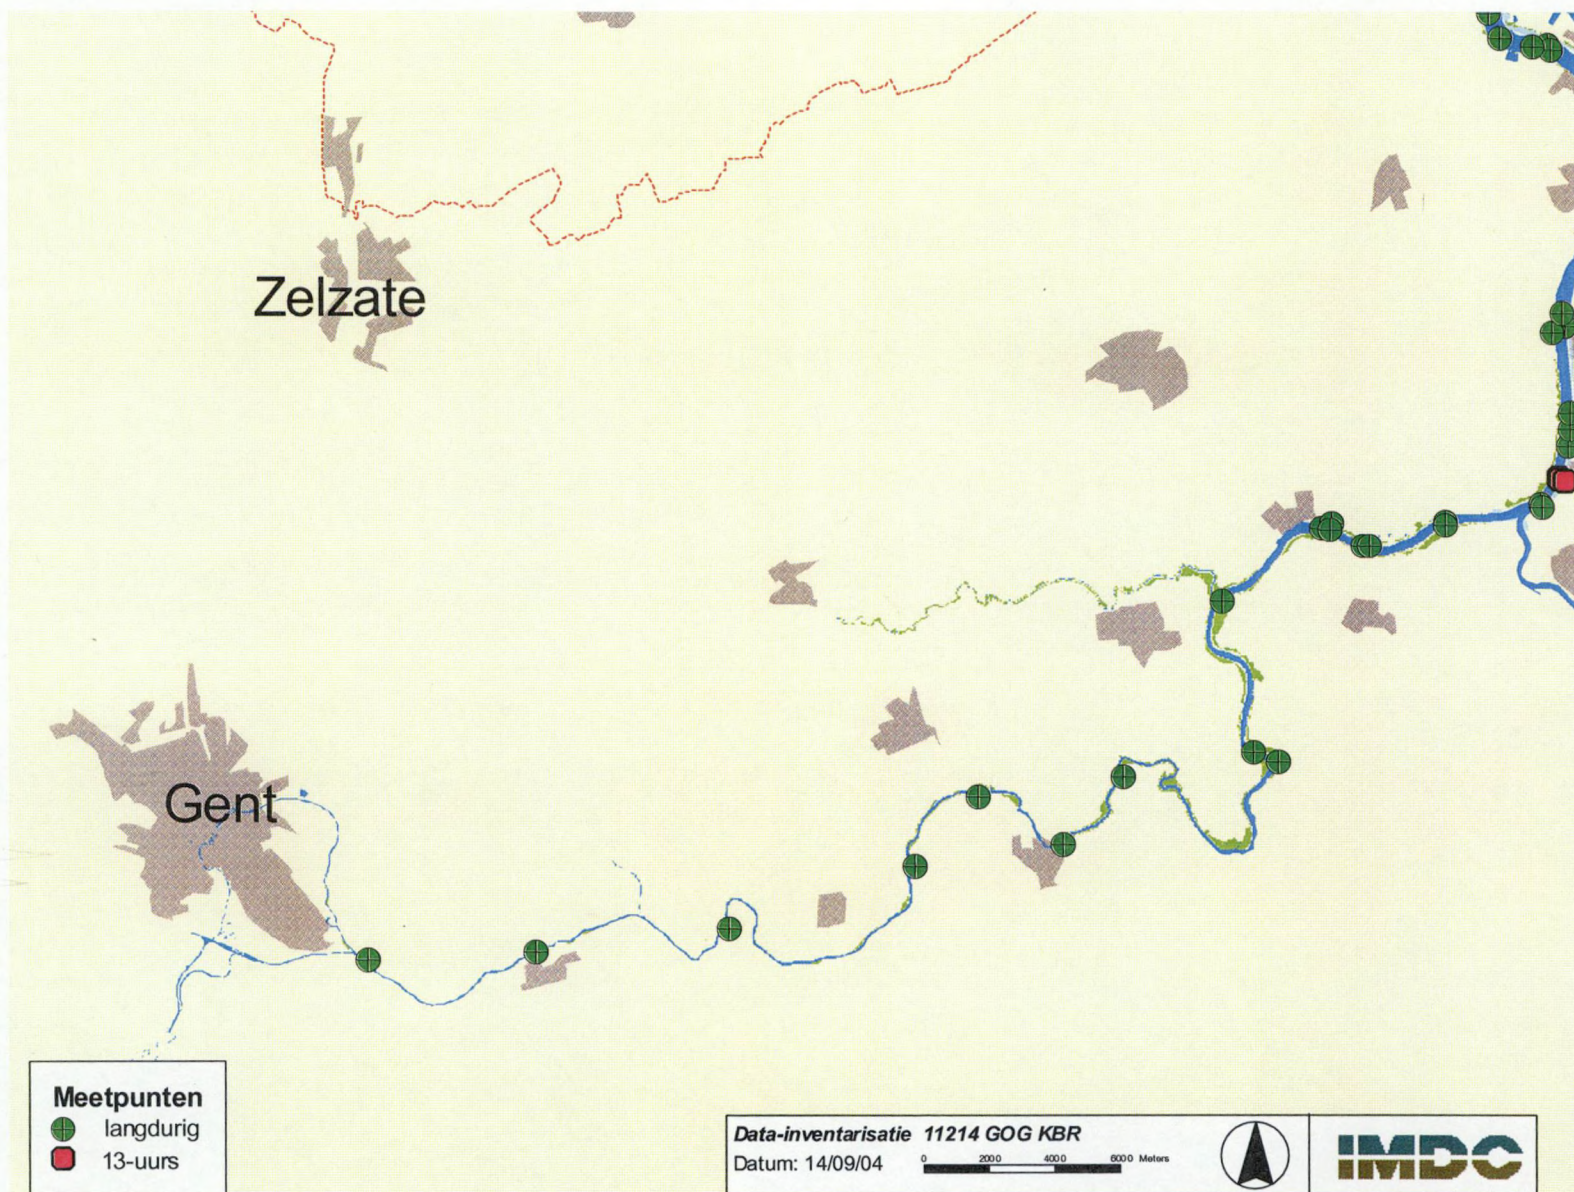 Zelzate
Gent
Meetpunten
langdurig
13-uurs
Data-inventarisatie 11214 GOG KBR
Datum: 14/09/04
0 2000 4000 6000 Meters
IMDC